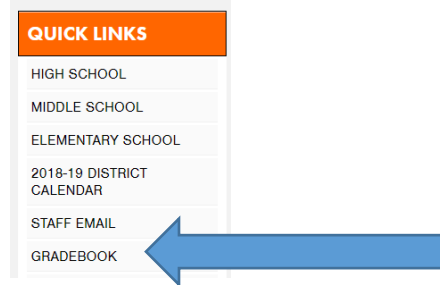 QUICK LINKS
HIGH SCHOOL
MIDDLE SCHOOL
ELEMENTARY SCHOOL
2018-19 DISTRICT
CALENDAR
STAFF EMAIL
GRADEBOOK